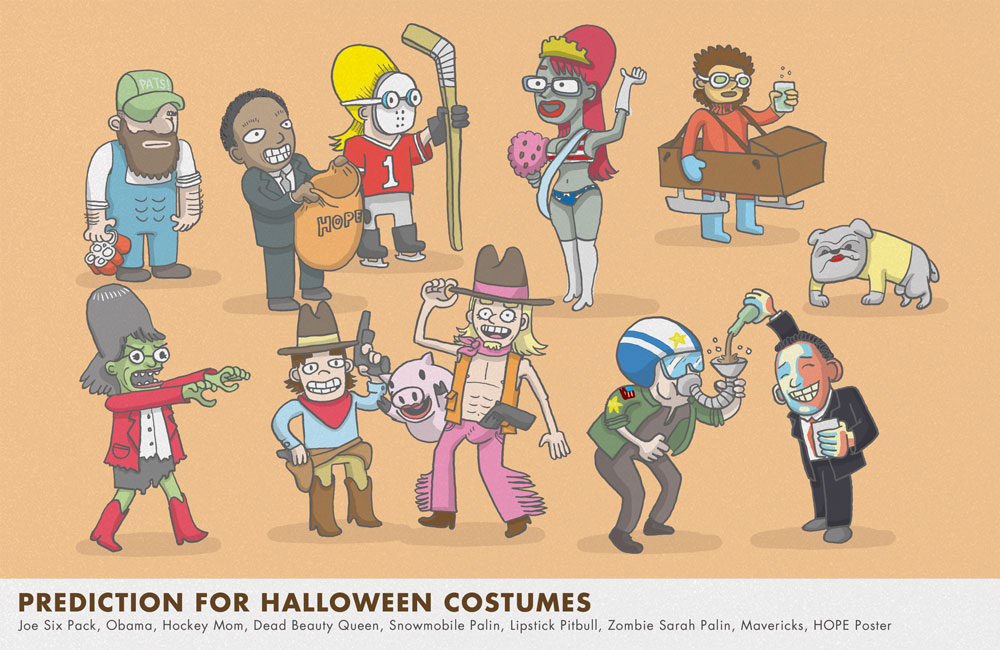 PATS!
HOPE
1
PREDICTION FOR HALLOWEEN COSTUMES
Joe Six Pack, Obama, Hockey Mom, Dead Beauty Queen, Snowmobile Palin, Lipstick Pitbull, Zombie Sarah Palin, Mavericks, HOPE Poster